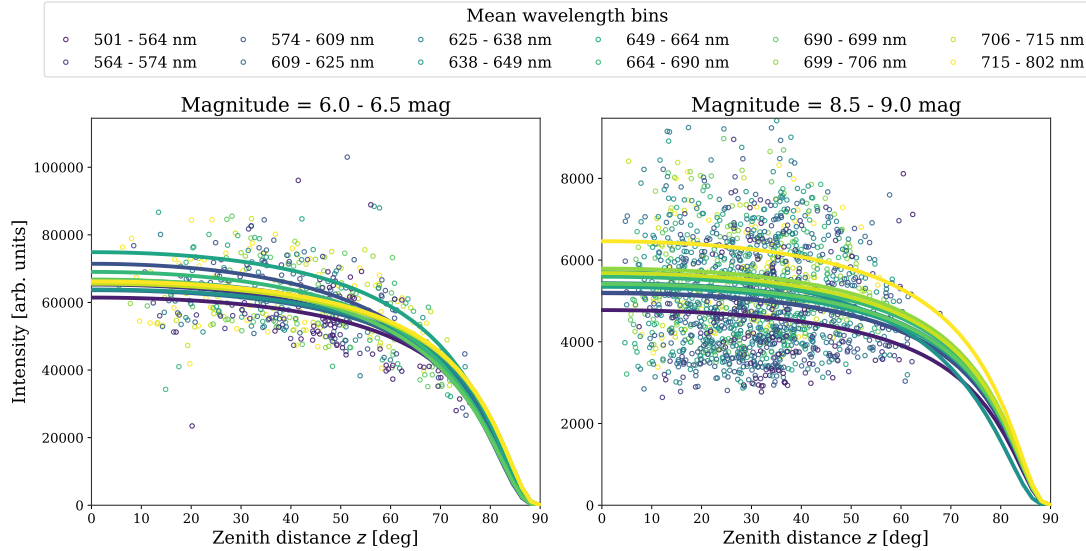 Mean wavelength bins
501 - 564 nm 574 - 609 nm 625 - 638 nm 649 - 664 nm 690 - 699 nm 706 - 715 nm
564 - 574 nm 609 - 625 nm 638 - 649 nm 664 - 690 nm 699 - 706 nm 715 - 802 nm
Magnitude = 6.0 - 6.5 mag
Magnitude = 8.5 - 9.0 mag
Intensity [arb. units]
100000
80000
60000
40000
20000
0
0 10 20 30 40 50 60 70 80 90
Zenith distance z [deg]
8000
6000
4000
2000
0
0 10 20 30 40 50 60 70 80 90
Zenith distance z [deg]